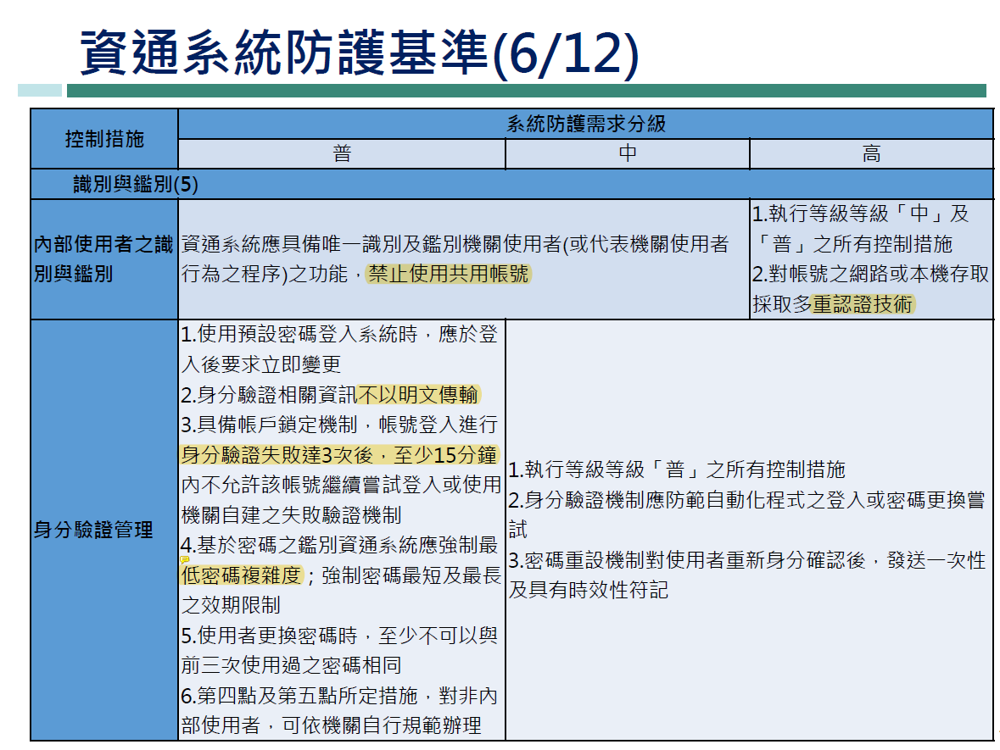 資通系統防護基準(6/12)
控制措施
系統防護需求分級
普
中
高
識別與鑑別(5)
內部使用者之識
別與鑑別
資通系統應具備唯一識別及鑑別機關使用者(或代表機關使用者
行為之程序)之功能，禁止使用共用帳號
1.執行等級等級「中」及
「普」之所有控制措施
2.對帳號之網路或本機存取
採取多重認證技術
身分驗證管理
1.使用預設密碼登入系統時，應於登
入後要求立即變更
2.身分驗證相關資訊不以明文傳輸
3.具備帳戶鎖定機制，帳號登入進行
身分驗證失敗達3次後，至少15分鐘
內不允許該帳號繼續嘗試登入或使用
機關自建之失敗驗證機制
4.基於密碼之鑑別資通系統應強制最
低密碼複雜度；強制密碼最短及最長
之效期限制
5.使用者更換密碼時，至少不可以與
前三次使用過之密碼相同
6.第四點及第五點所定措施，對非內
部使用者，可依機關自行規範辦理
1.執行等級等級「普」之所有控制措施
2.身分驗證機制應防範自動化程式之登入或密碼更換嘗
試
3.密碼重設機制對使用者重新身分確認後，發送一次性
及具有時效性符記